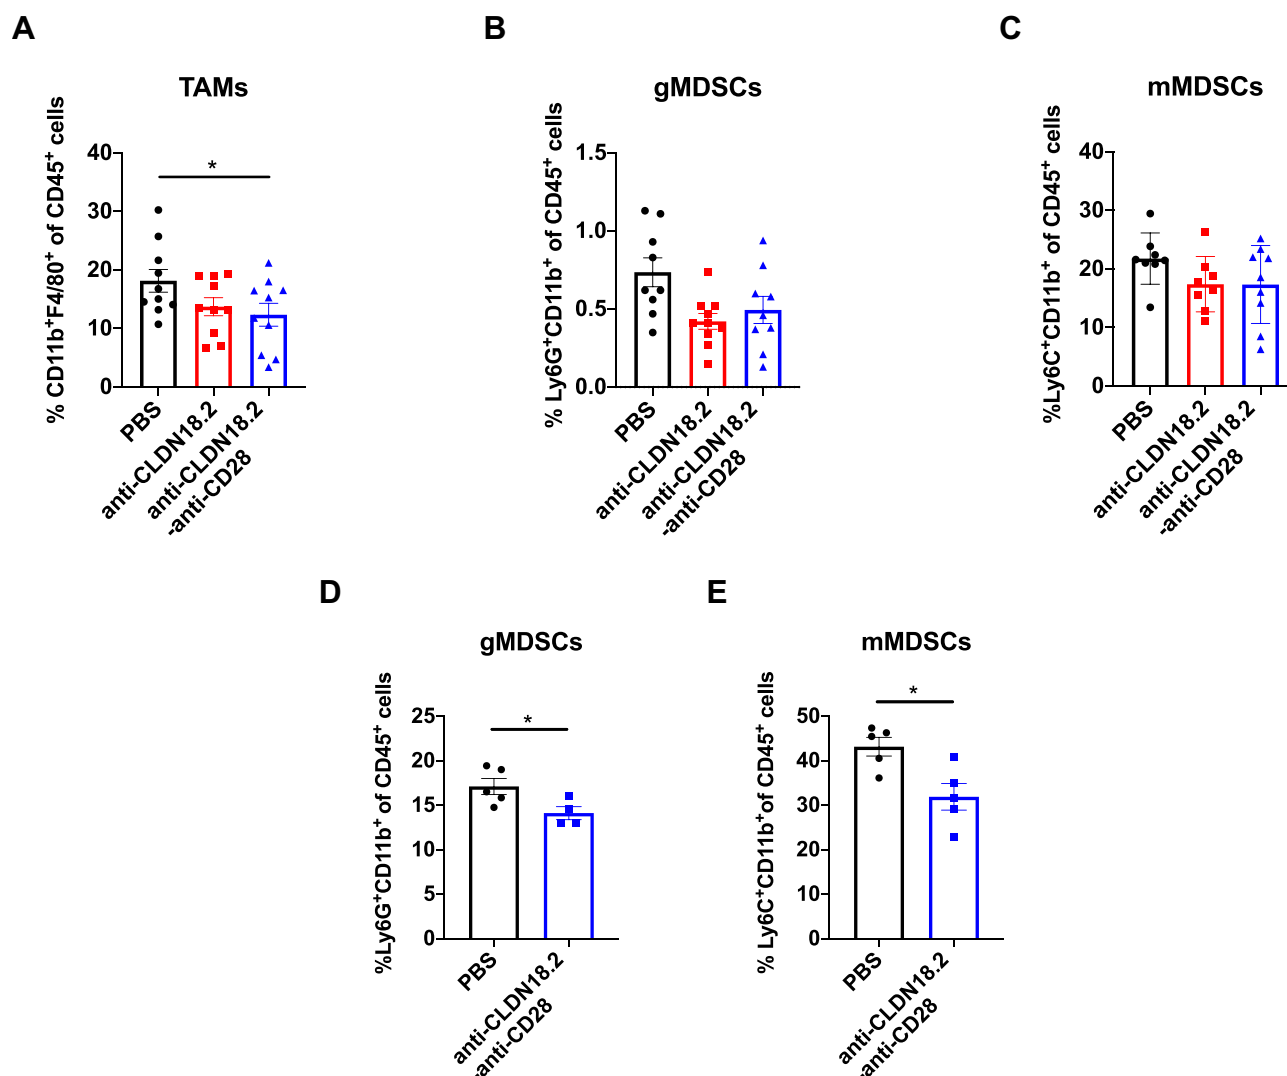 A
TAMs
% CD11b⁺F4/80⁺ of CD45⁺ cells
40
30
20
10
0
*
PBS
anti-CLDN18.2
anti-CLDN18.2
-anti-CD28
B
gMDSCs
% Ly6G⁺CD11b⁺ of CD45⁺ cells
1.5
1.0
0.5
0.0
PBS
anti-CLDN18.2
anti-CLDN18.2
-anti-CD28
C
mMDSCs
%Ly6C⁺CD11b⁺ of CD45⁺ cells
40
30
20
10
0
PBS
anti-CLDN18.2
anti-CLDN18.2
-anti-CD28
D
gMDSCs
%Ly6G⁺CD11b⁺ of CD45⁺ cells
25
20
15
10
5
0
*
PBS
anti-CLDN18.2
-anti-CD28
E
mMDSCs
% Ly6C⁺CD11b⁺of CD45⁺ cells
50
40
30
20
10
0
*
PBS
anti-CLDN18.2
-anti-CD28